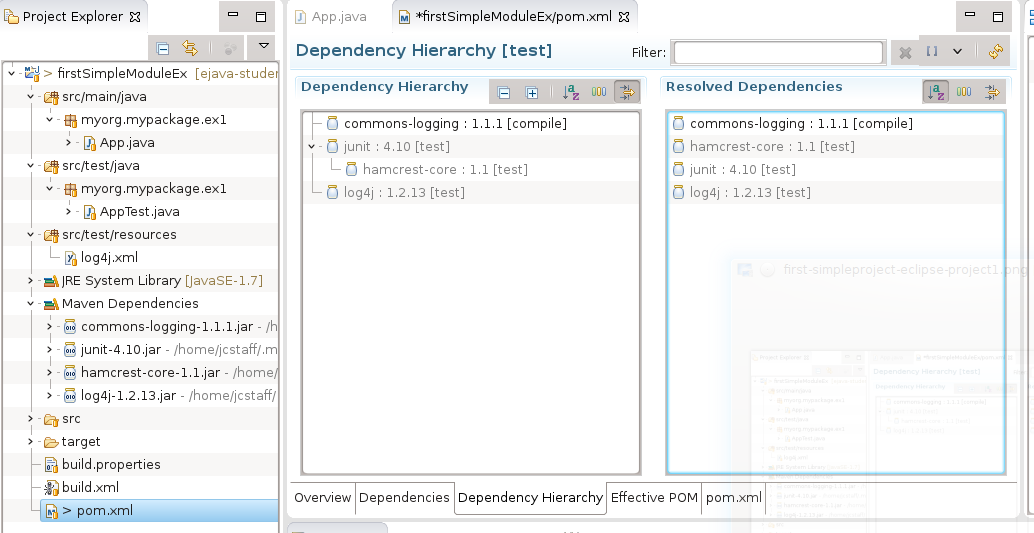 Project Explorer
> firstSimpleModuleEx [ejava-studer
src/main/java
myorg.mypackage.ex1
App.java
src/test/java
myorg.mypackage.ex1
AppTest.java
src/test/resources
log4j.xml
JRE System Library [JavaSE-1.7]
Maven Dependencies
commons-logging-1.1.1.jar - /h
junit-4.10.jar - /home/jcstaff/.m
hamcrest-core-1.1.jar - /home/
log4j-1.2.13.jar - /home/jcstaff/
src
target
build.properties
build.xml
> pom.xml
App.java
*firstSimpleModuleEx/pom.xml
Dependency Hierarchy [test]
Filter:
Dependency Hierarchy
commons-logging : 1.1.1 [compile]
junit : 4.10 [test]
hamcrest-core : 1.1 [test]
log4j : 1.2.13 [test]
Resolved Dependencies
commons-logging : 1.1.1 [compile]
hamcrest-core : 1.1 [test]
junit : 4.10 [test]
log4j : 1.2.13 [test]
first-simpleproject-eclipse-project1.png
Project Explorer
Dependency Hierarchy [test]
Dependency Hierarchy
Overview
Dependencies
Dependency Hierarchy
Effective POM
pom.xml